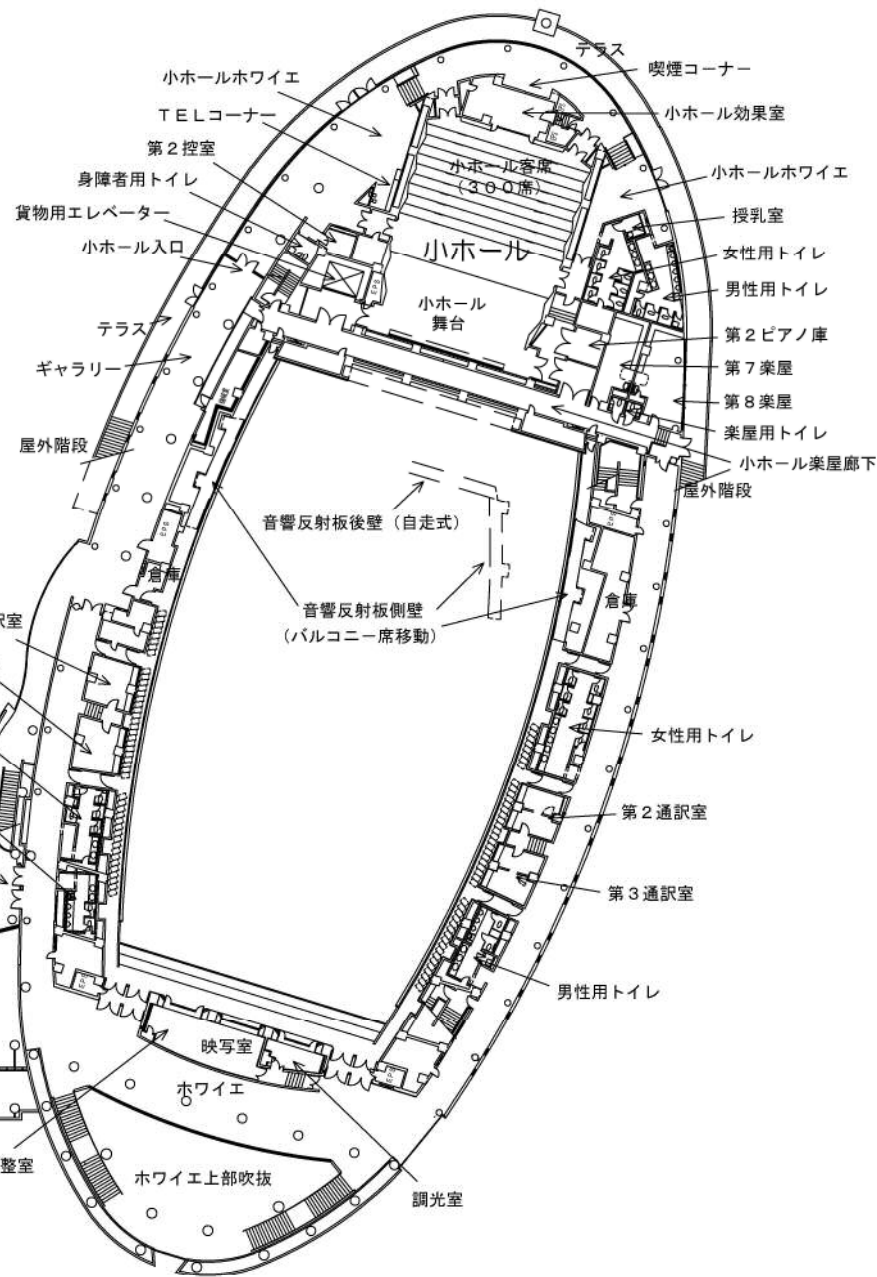 テラス
喫煙コーナー
小ホールホワイエ
小ホール効果室
TELコーナー
第2控室
小ホール客席
(300席)
小ホールホワイエ
身障者用トイレ
授乳室
貨物用エレベーター
女性用トイレ
小ホール入口
小ホール
男性用トイレ
EPS
小ホール
舞台
テラス
第2ピアノ庫
ギャラリー
第7楽屋
第8楽屋
楽屋用トイレ
屋外階段
小ホール楽屋廊下
屋外階段
音響反射板後壁(自走式)
EPS
EPS
倉庫
倉庫
音響反射板側壁
(バルコニー席移動)
訳室
女性用トイレ
第2通訳室
第3通訳室
男性用トイレ
EPS
映写室
EPS
ホワイエ
整室
ホワイエ上部吹抜
調光室